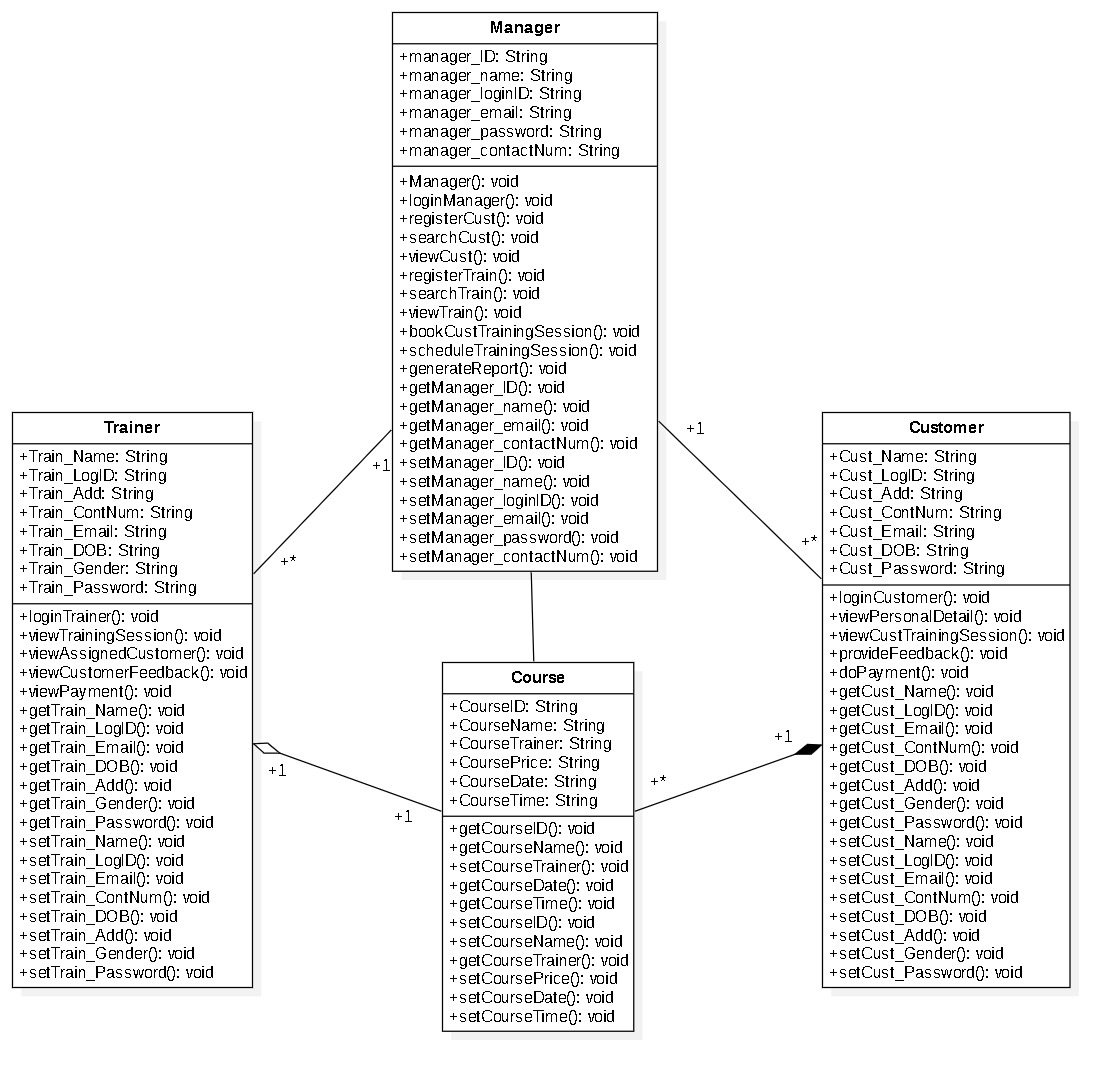 Manager
+manager_ID: String
+manager_name: String
+manager_loginID: String
+manager_email: String
+manager_password: String
+manager_contactNum: String
+Manager(): void
+loginManager(): void
+registerCust(): void
+searchCust(): void
+viewCust(): void
+registerTrain(): void
+searchTrain(): void
+viewTrain(): void
+bookCustTrainingSession(): void
+scheduleTrainingSession(): void
+generateReport(): void
+getManager_ID(): void
+getManager_name(): void
+getManager_email(): void
+getManager_contactNum(): void
+setManager_ID(): void
+setManager_name(): void
+setManager_loginID(): void
+setManager_email(): void
+setManager_password(): void
+setManager_contactNum(): void
+1
+*
+1
+*
Trainer
+Train_Name: String
+Train_LogID: String
+Train_Add: String
+Train_ContNum: String
+Train_Email: String
+Train_DOB: String
+Train_Gender: String
+Train_Password: String
+loginTrainer(): void
+viewTrainingSession(): void
+viewAssignedCustomer(): void
+viewCustomerFeedback(): void
+viewPayment(): void
+getTrain_Name(): void
+getTrain_LogID(): void
+getTrain_Email(): void
+getTrain_DOB(): void
+getTrain_Add(): void
+getTrain_Gender(): void
+getTrain_Password(): void
+setTrain_Name(): void
+setTrain_LogID(): void
+setTrain_Email(): void
+setTrain_ContNum(): void
+setTrain_DOB(): void
+setTrain_Add(): void
+setTrain_Gender(): void
+setTrain_Password(): void
+1
+1
Course
+CourseID: String
+CourseName: String
+CourseTrainer: String
+CoursePrice: String
+CourseDate: String
+CourseTime: String
+getCourseID(): void
+getCourseName(): void
+setCourseTrainer(): void
+getCourseDate(): void
+getCourseTime(): void
+setCourseID(): void
+setCourseName(): void
+getCourseTrainer(): void
+setCoursePrice(): void
+setCourseDate(): void
+setCourseTime(): void
+*
+1
Customer
+Cust_Name: String
+Cust_LogID: String
+Cust_Add: String
+Cust_ContNum: String
+Cust_Email: String
+Cust_DOB: String
+Cust_Password: String
+loginCustomer(): void
+viewPersonalDetail(): void
+viewCustTrainingSession(): void
+provideFeedback(): void
+doPayment(): void
+getCust_Name(): void
+getCust_LogID(): void
+getCust_Email(): void
+getCust_ContNum(): void
+getCust_DOB(): void
+getCust_Add(): void
+getCust_Gender(): void
+getCust_Password(): void
+setCust_Name(): void
+setCust_LogID(): void
+setCust_Email(): void
+setCust_ContNum(): void
+setCust_DOB(): void
+setCust_Add(): void
+setCust_Gender(): void
+setCust_Password(): void